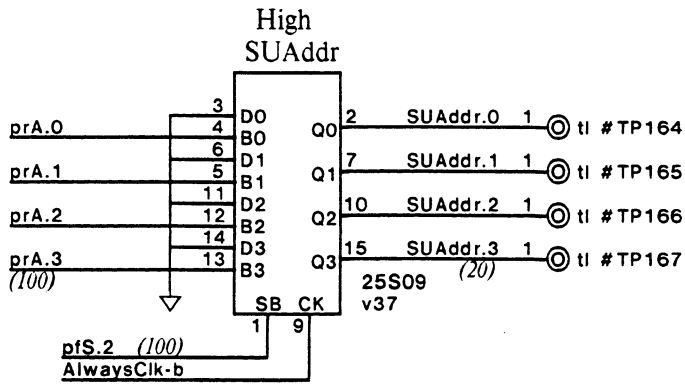 High
SUAddr
3 D0
prA.0 4 B0 Q0 2 SUAddr.0 1 tl #TP164
6 D1
prA.1 5 B1 Q1 7 SUAddr.1 1 tl #TP165
11 D2
prA.2 12 B2 Q2 10 SUAddr.2 1 tl #TP166
14 D3
prA.3 13 B3 Q3 15 SUAddr.3 1 tl #TP167
(100) (20)
25S09
SB CK v37
1 9
pfS.2 (100)
AlwaysClk-b